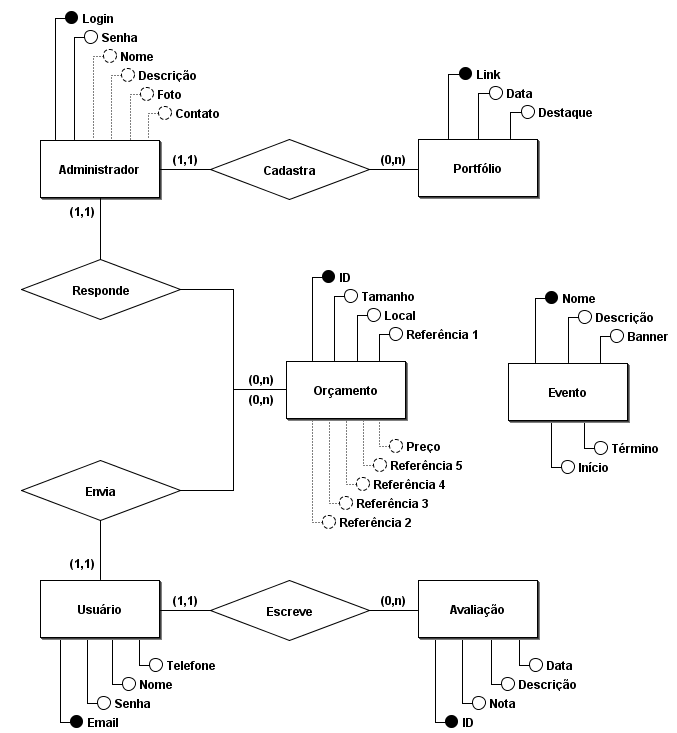 Login
Senha
Nome
Descrição
Foto
Contato
Link
Data
Destaque
Administrador
(1,1)
Cadastra
(0,n)
Portfólio
(1,1)
Responde
ID
Tamanho
Local
Referência 1
Nome
Descrição
Banner
(0,n)
(0,n)
Orçamento
Evento
Preço
Referência 5
Referência 4
Referência 3
Referência 2
Término
Início
Envia
(1,1)
Usuário
(1,1)
Escreve
(0,n)
Avaliação
Telefone
Nome
Senha
Email
Data
Descrição
Nota
ID